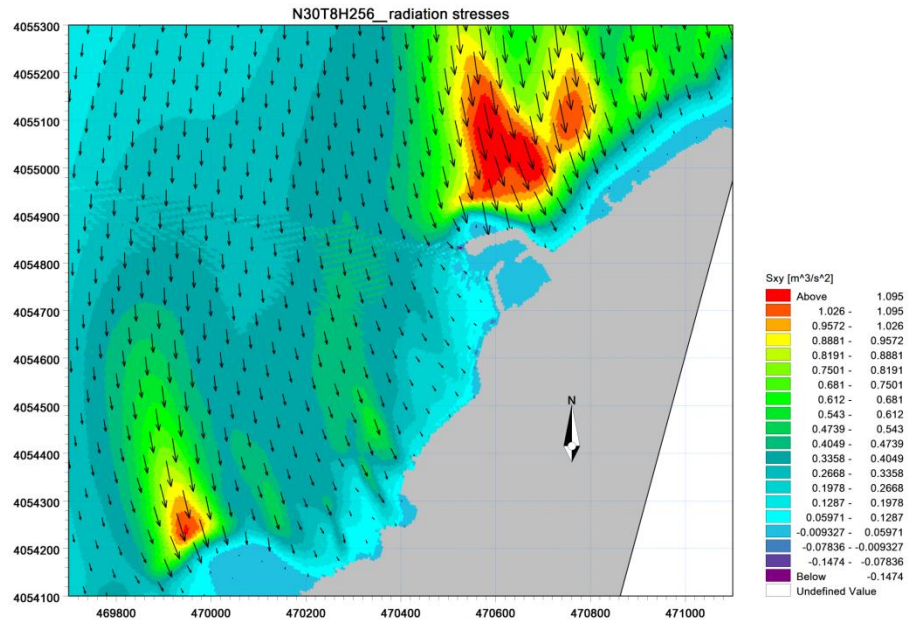 N30T8H256__radiation stresses
4055300
4055200
4055100
4055000
4054900
4054800
4054700
4054600
4054500
4054400
4054300
4054200
4054100
469800 470000 470200 470400 470600 470800 471000
N
Sxy [m^3/s^2]
Above 1.095
1.026 - 1.095
0.9572 - 1.026
0.8881 - 0.9572
0.8191 - 0.8881
0.7501 - 0.8191
0.681 - 0.7501
0.612 - 0.681
0.543 - 0.612
0.4739 - 0.543
0.4049 - 0.4739
0.3358 - 0.4049
0.2668 - 0.3358
0.1978 - 0.2668
0.1287 - 0.1978
0.05971 - 0.1287
-0.009327 - 0.05971
-0.07836 - -0.009327
-0.1474 - -0.07836
Below -0.1474
Undefined Value